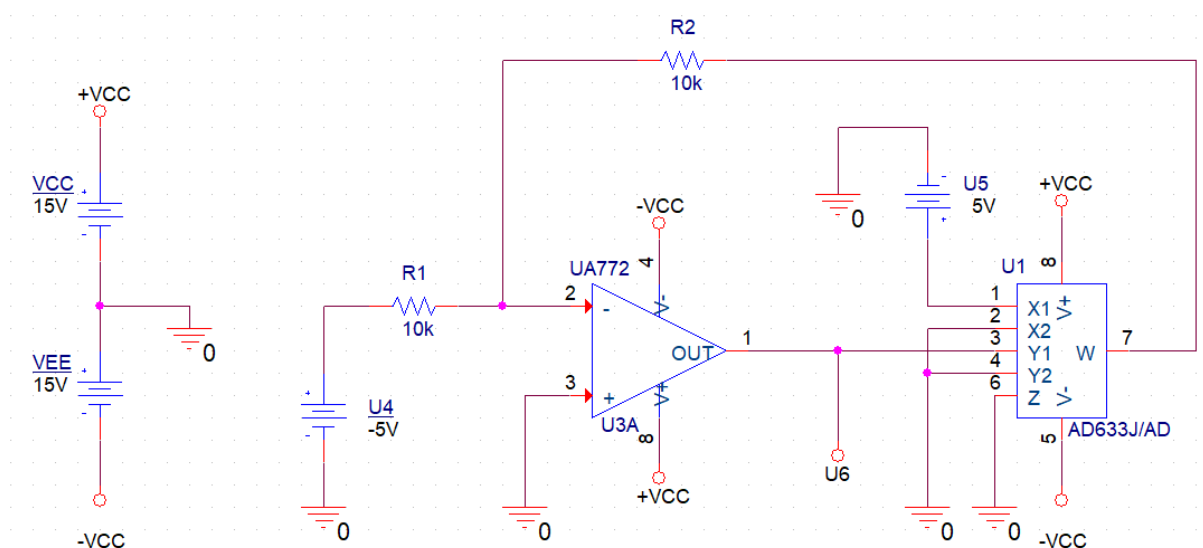 +VCC
VCC
15V
0
VEE
15V
-VCC
R2
10k
R1
10k
U4
-5V
0
UA772
-VCC
4
V-
2
-
OUT
1
3
+
V+
U3A
8
+VCC
0
U6
0
U5
5V
+VCC
U1
8
V+
1
X1
2
X2
3
Y1
W
7
4
Y2
6
Z
V-
AD633J/AD
5
0
0
-VCC